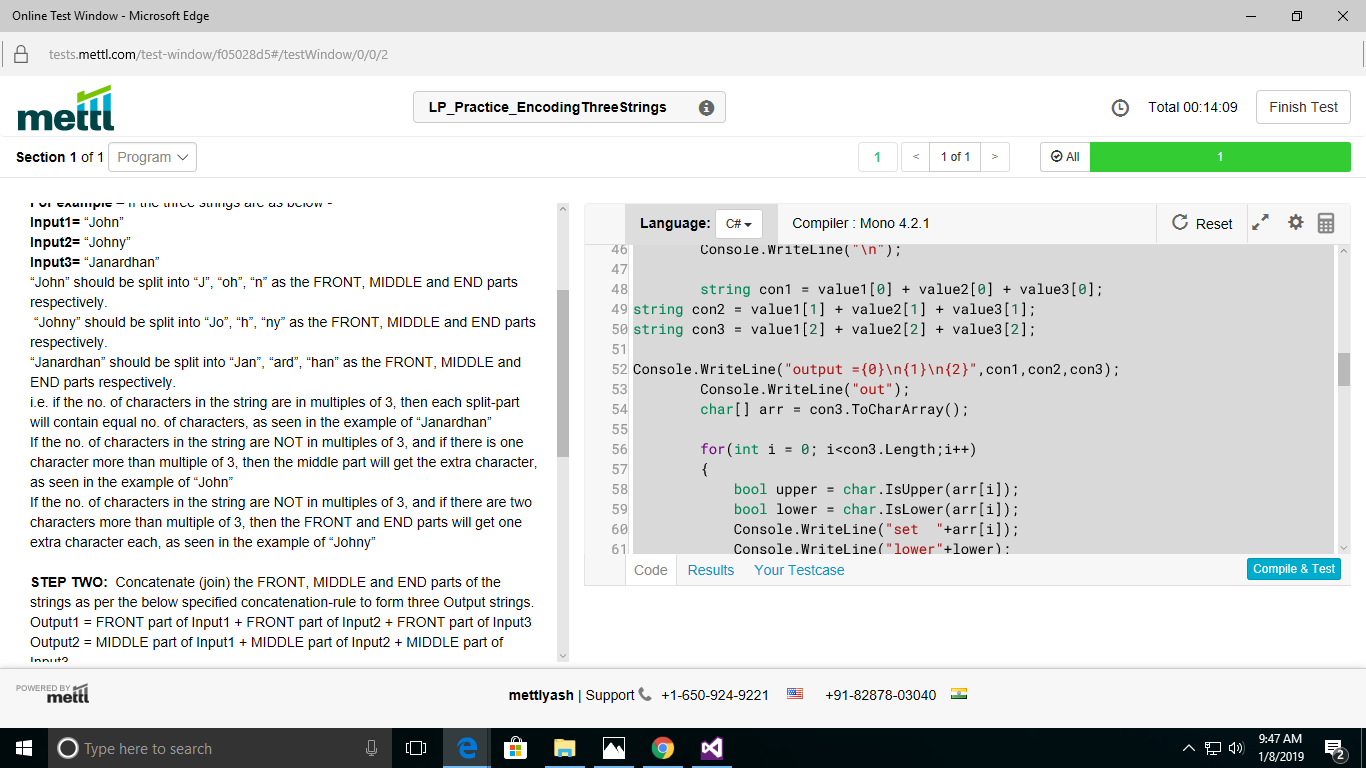 Online Test Window - Microsoft Edge
tests.mettl.com/test-window/f05028d5#/testWindow/0/0/2
mettl
LP_Practice_EncodingThreeStrings
Total 00:14:09
Finish Test
Section 1 of 1
Program
1
<
1 of 1
>
All
1
For example – If the three strings are as below -
Input1= “John”
Input2= “Johny”
Input3= “Janardhan”
“John” should be split into “J”, “oh”, “n” as the FRONT, MIDDLE and END parts
respectively.
“Johny” should be split into “Jo”, “h”, “ny” as the FRONT, MIDDLE and END parts
respectively.
“Janardhan” should be split into “Jan”, “ard”, “han” as the FRONT, MIDDLE and
END parts respectively.
i.e. if the no. of characters in the string are in multiples of 3, then each split-part
will contain equal no. of characters, as seen in the example of “Janardhan”
If the no. of characters in the string are NOT in multiples of 3, and if there is one
character more than multiple of 3, then the middle part will get the extra character,
as seen in the example of “John”
If the no. of characters in the string are NOT in multiples of 3, and if there are two
characters more than multiple of 3, then the FRONT and END parts will get one
extra character each, as seen in the example of “Johny”
STEP TWO: Concatenate (join) the FRONT, MIDDLE and END parts of the
strings as per the below specified concatenation-rule to form three Output strings.
Output1 = FRONT part of Input1 + FRONT part of Input2 + FRONT part of Input3
Output2 = MIDDLE part of Input1 + MIDDLE part of Input2 + MIDDLE part of
Input3
Language: C#
Compiler : Mono 4.2.1
Reset
46 Console.WriteLine("\n");
47
48 string con1 = value1[0] + value2[0] + value3[0];
49 string con2 = value1[1] + value2[1] + value3[1];
50 string con3 = value1[2] + value2[2] + value3[2];
51
52 Console.WriteLine("output ={0}\n{1}\n{2}",con1,con2,con3);
53 Console.WriteLine("out");
54 char[] arr = con3.ToCharArray();
55
56 for(int i = 0; i<con3.Length;i++)
57 {
58 bool upper = char.IsUpper(arr[i]);
59 bool lower = char.IsLower(arr[i]);
60 Console.WriteLine("set  "+arr[i]);
61 Console.WriteLine("lower"+lower);
Code
Results
Your Testcase
Compile & Test
POWERED BY
mettl
mettlyash | Support +1-650-924-9221 +91-82878-03040
Type here to search
9:47 AM
1/8/2019
2